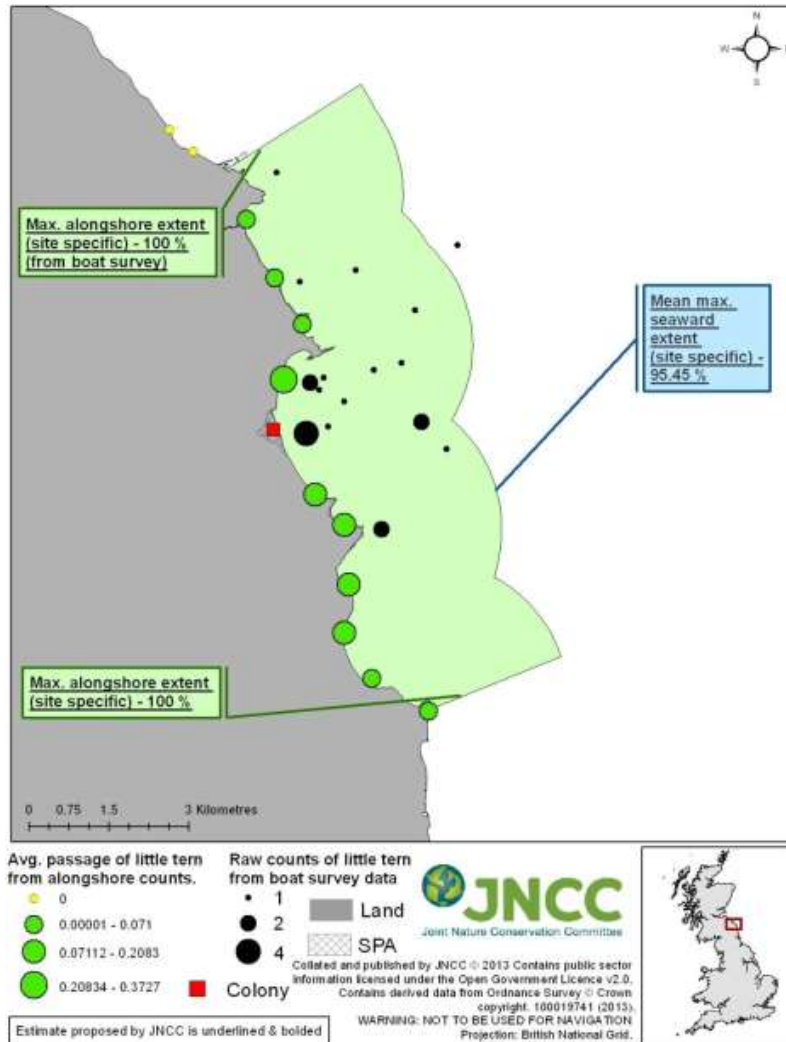 N
W
S
Max. alongshore extent
(site specific) - 100 %
(from boat survey)
Mean max.
seaward
extent
(site specific) -
95.45 %
Max. alongshore extent
(site specific) - 100 %
0 0.75 1.5 3 Kilometres
Avg. passage of little tern
from alongshore counts.
0
0.00001 - 0.071
0.07112 - 0.2083
0.20834 - 0.3727
Colony
Raw counts of little tern
from boat survey data
1
2
4
Land
SPA
JNCC
Joint Nature Conservation Committee
Collated and published by JNCC © 2013 Contains public sector
information licensed under the Open Government Licence v2.0.
Contains derived data from Ordnance Survey © Crown
copyright. 100019741 (2013).
WARNING: NOT TO BE USED FOR NAVIGATION
Projection: British National Grid.
Estimate proposed by JNCC is underlined & bolded